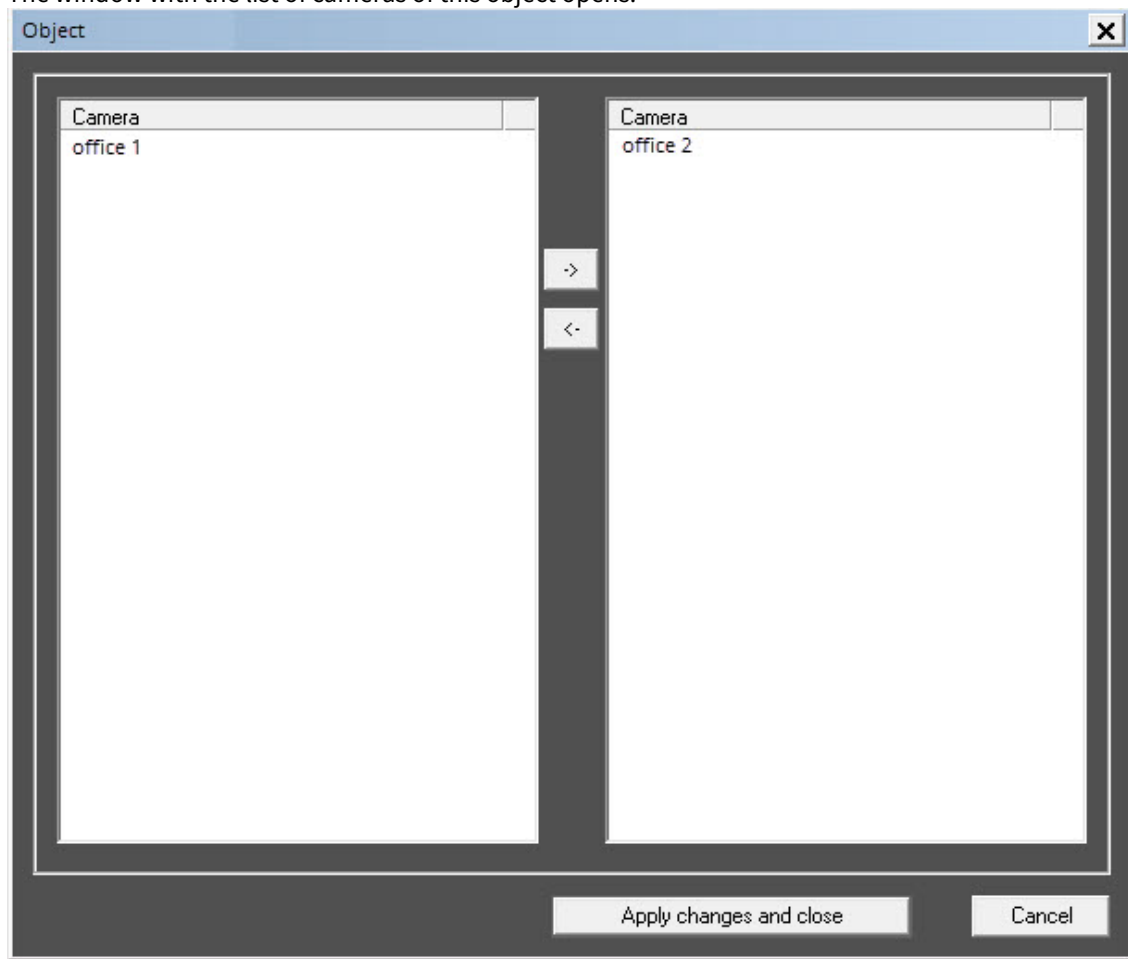 The window with the list of cameras of this object opens.
Object
Camera
office 1
Camera
office 2
->
<-
Apply changes and close
Cancel